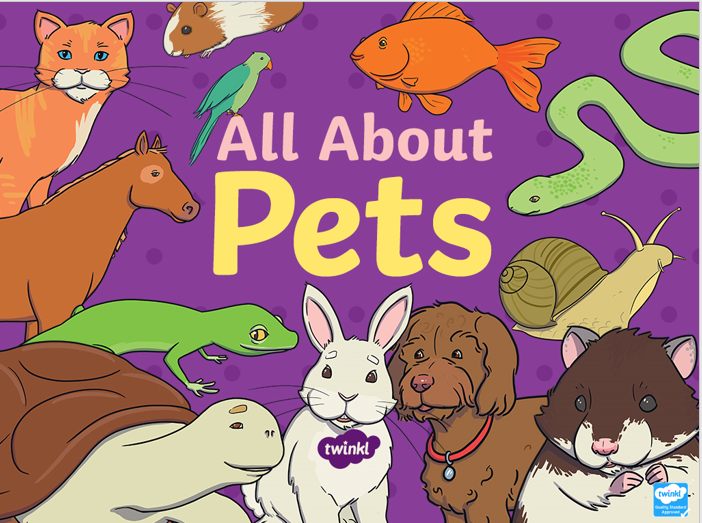 All About
Pets
twinkl
twinkl
Quality Standard
Approved